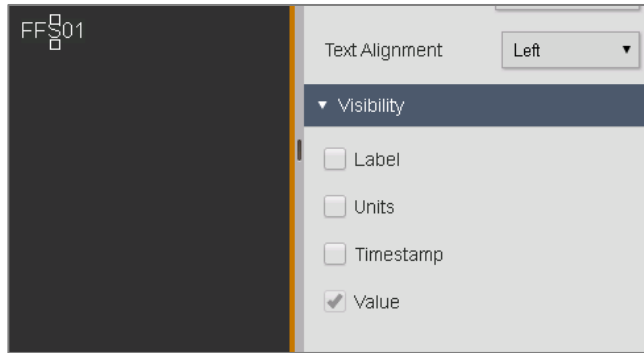 FFS01
Text Alignment Left
Visibility
Label
Units
Timestamp
Value